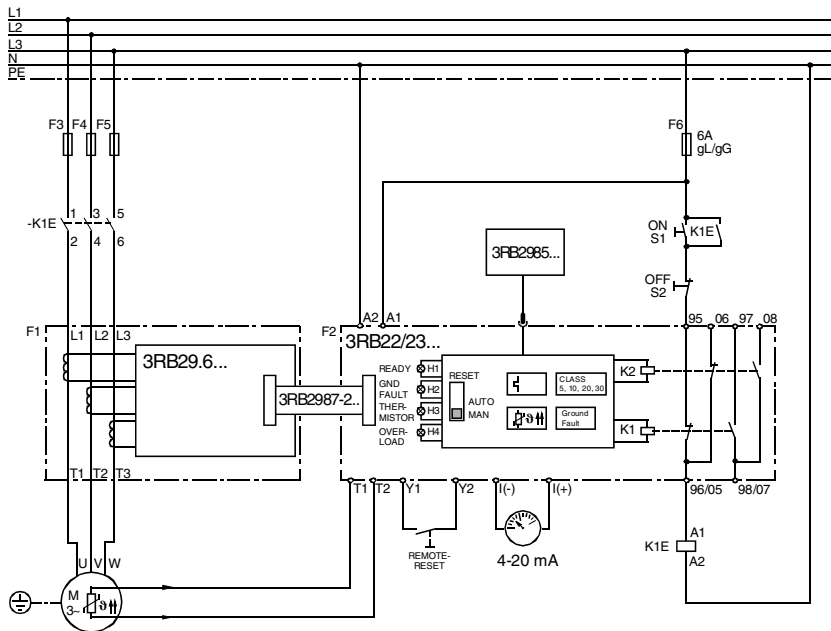 L1
L2
L3
N
PE
F3 F4 F5
F6
6A
gL/gG
-K1E
1 3 5
2 4 6
ON
S1
K1E
OFF
S2
3RB2985...
F1
L1 L2 L3
3RB29.6...
3RB2987-2..
T1 T2 T3
F2
A2 A1
3RB22/23...
95 06 97 08
READY
H1
GND
FAULT
H2
THER-
MISTOR
H3
OVER-
LOAD
H4
RESET
AUTO
MAN
CLASS
5, 10, 20, 30
ϑ
Ground
Fault
K2
K1
T1 T2 Y1 Y2 I(-) I(+)
96/05 98/07
REMOTE-
RESET
4-20 mA
K1E
A1
A2
U V W
M
3~
ϑ